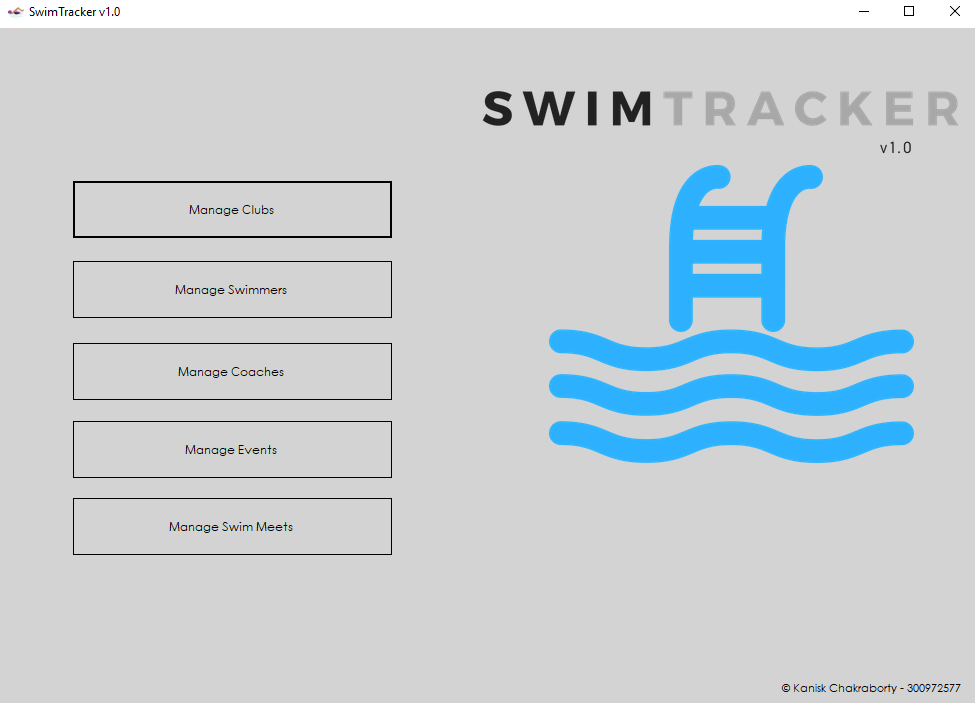 SwimTracker v1.0
SWIMTRACKER
v1.0
Manage Clubs
Manage Swimmers
Manage Coaches
Manage Events
Manage Swim Meets
© Kanisk Chakraborty - 300972577